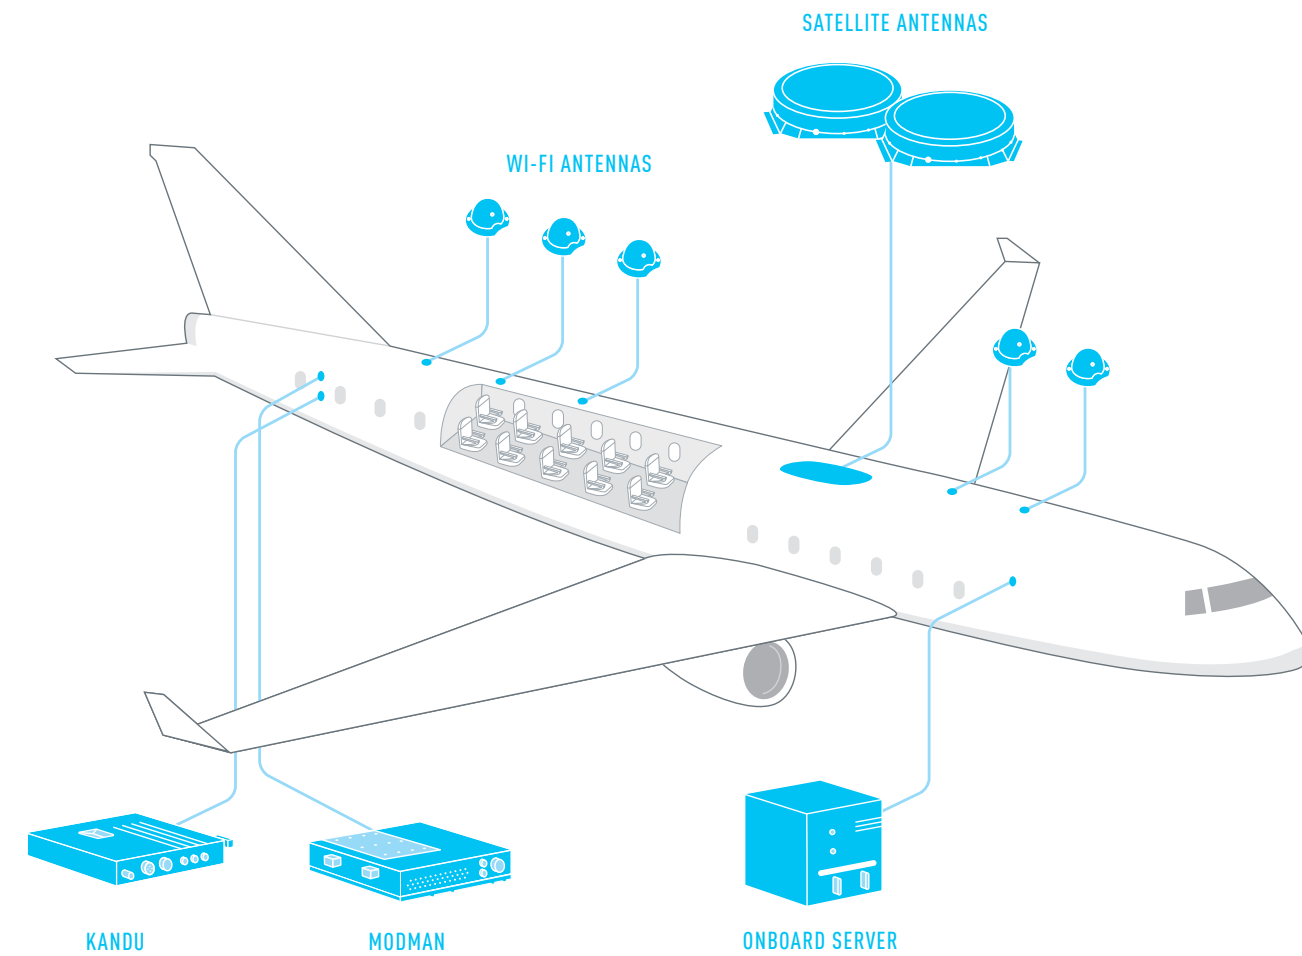 SATELLITE ANTENNAS
WI-FI ANTENNAS
KANDU
MODMAN
ONBOARD SERVER